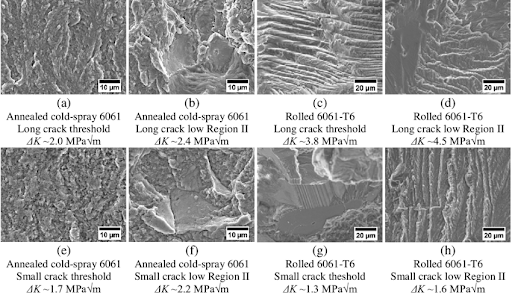 10 μm
10 μm
20 μm
20 μm
(a)
Annealed cold-spray 6061
Long crack threshold
ΔK ~2.0 MPa√m
(b)
Annealed cold-spray 6061
Long crack low Region II
ΔK ~2.4 MPa√m
(c)
Rolled 6061-T6
Long crack threshold
ΔK ~3.8 MPa√m
(d)
Rolled 6061-T6
Long crack low Region II
ΔK ~4.5 MPa√m
10 μm
10 μm
20 μm
20 μm
(e)
Annealed cold-spray 6061
Small crack threshold
ΔK ~1.7 MPa√m
(f)
Annealed cold-spray 6061
Small crack low Region II
ΔK ~2.2 MPa√m
(g)
Rolled 6061-T6
Small crack threshold
ΔK ~1.3 MPa√m
(h)
Rolled 6061-T6
Small crack low Region II
ΔK ~1.6 MPa√m